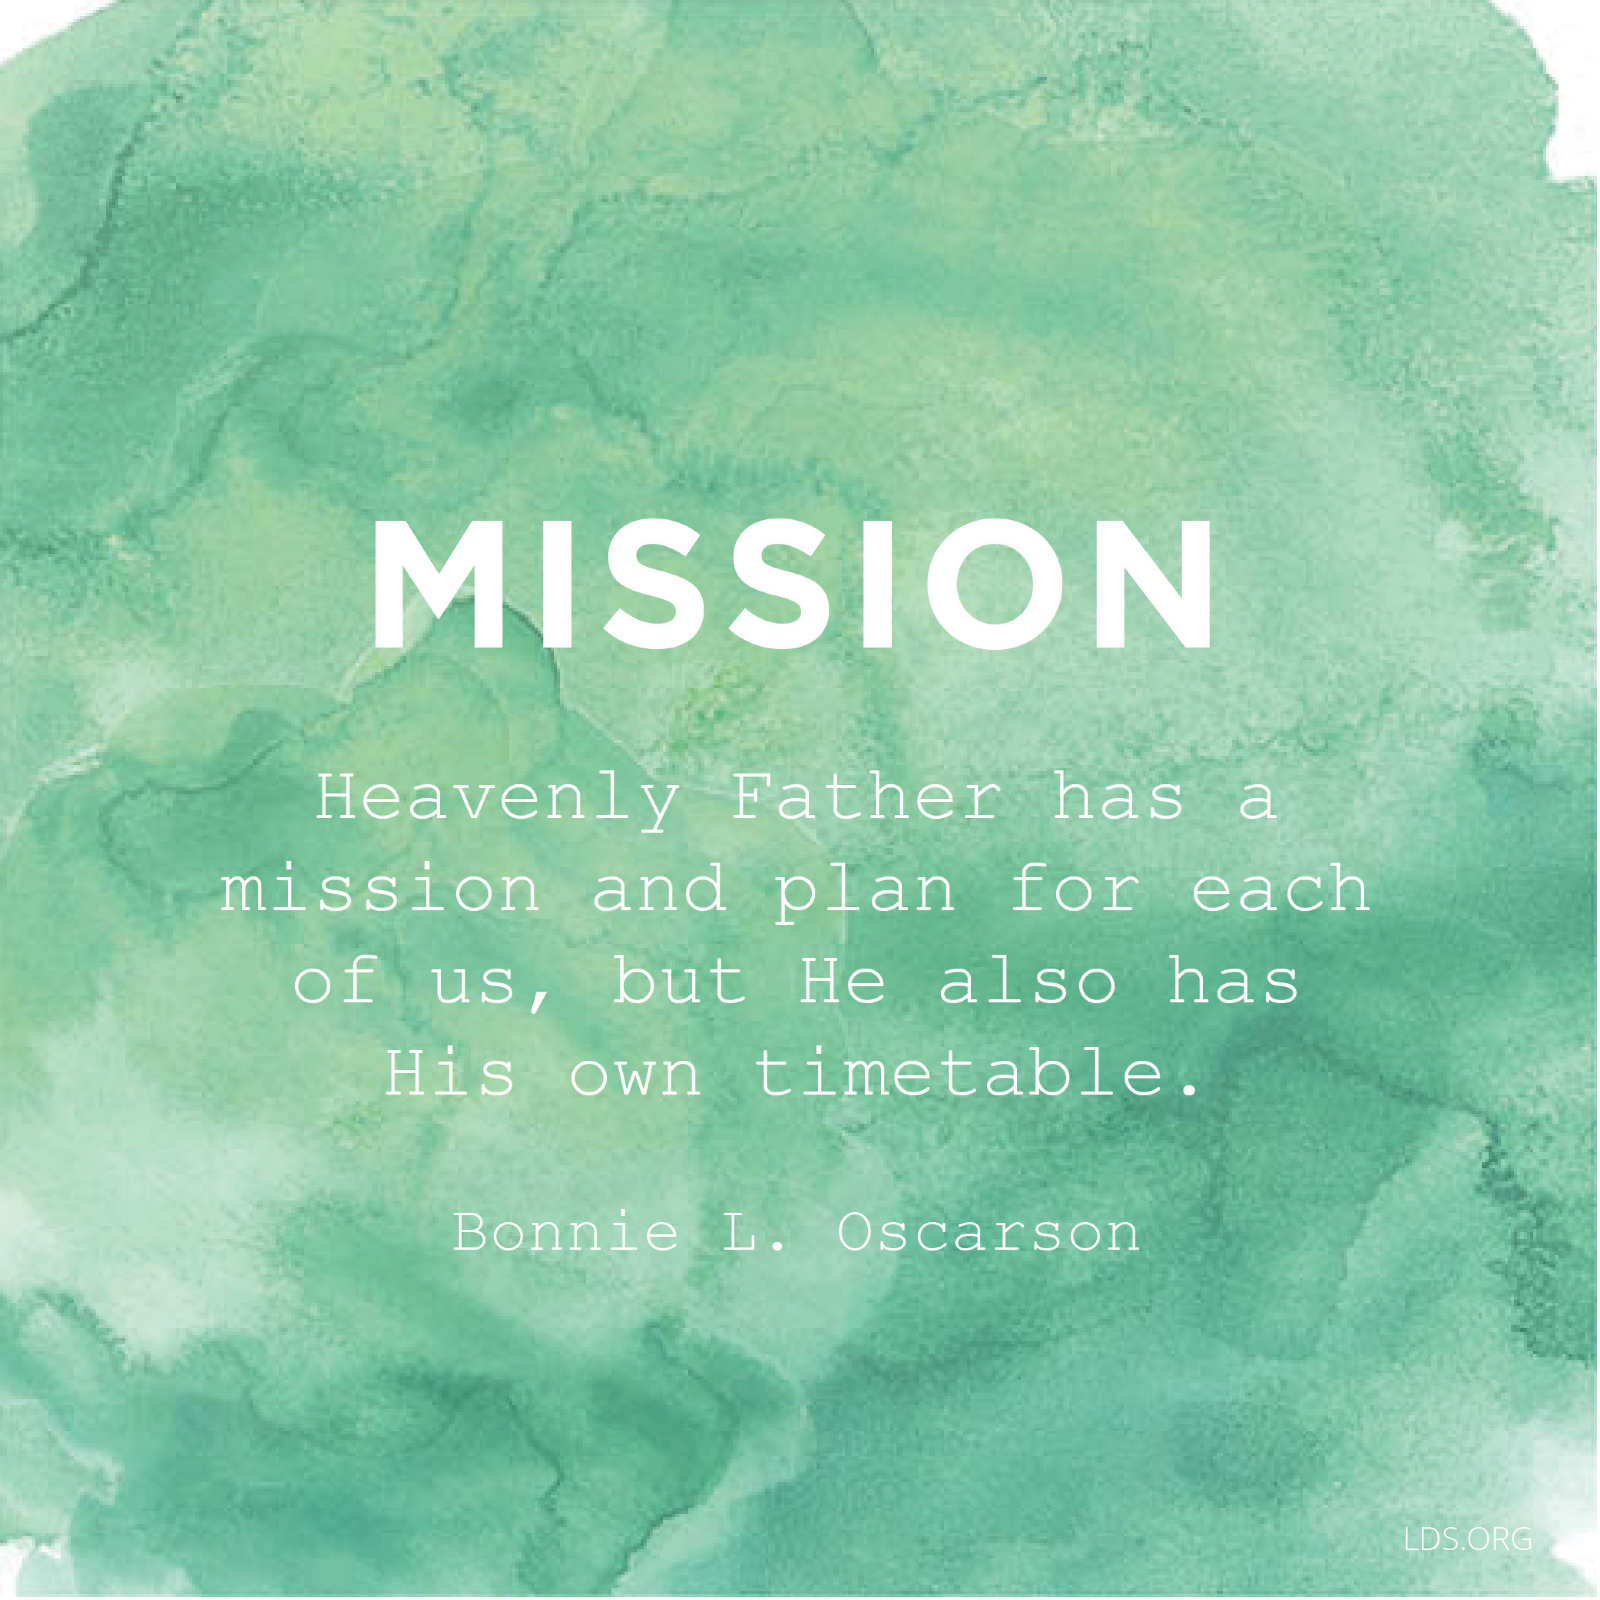 MISSION
Heavenly Father has a
mission and plan for each
of us, but He also has
His own timetable.
Bonnie L. Oscarson
LDS.ORG